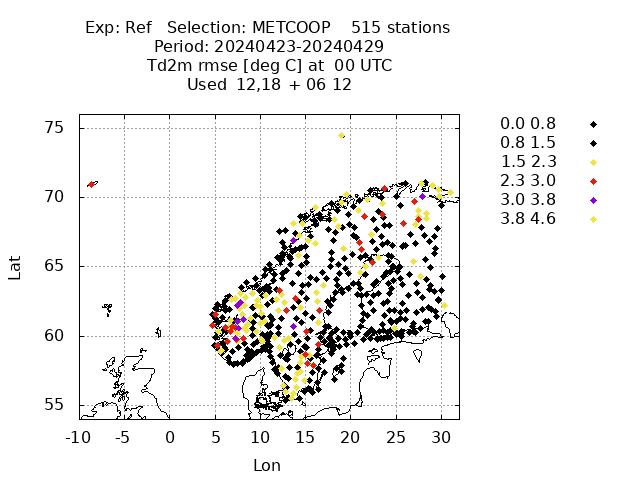 Exp: Ref   Selection: METCOOP    515 stations
Period: 20240423-20240429
Td2m rmse [deg C] at  00 UTC
Used  12,18 + 06 12
0.0 0.8
0.8 1.5
1.5 2.3
2.3 3.0
3.0 3.8
3.8 4.6
75
70
65
60
55
Lat
-10 -5 0 5 10 15 20 25 30
Lon